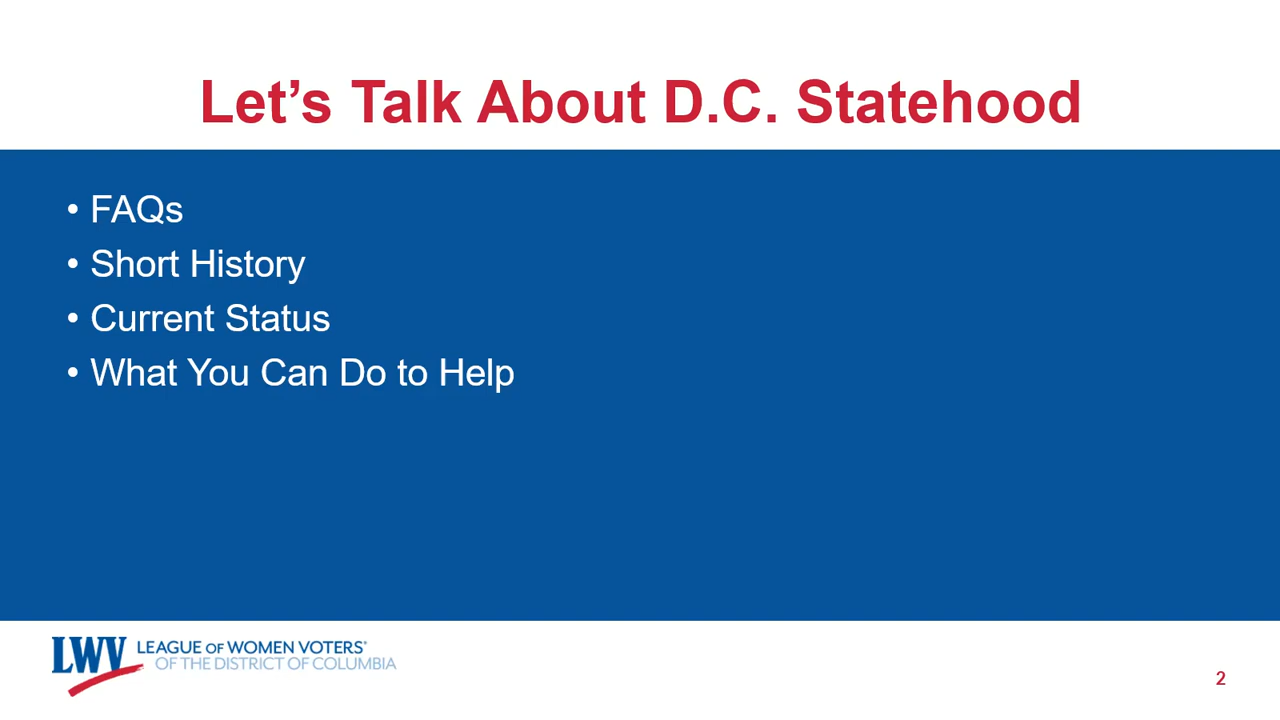 Let’s Talk About D.C. Statehood
• FAQs
• Short History
• Current Status
• What You Can Do to Help
LWV LEAGUE OF WOMEN VOTERS®
OF THE DISTRICT OF COLUMBIA
2